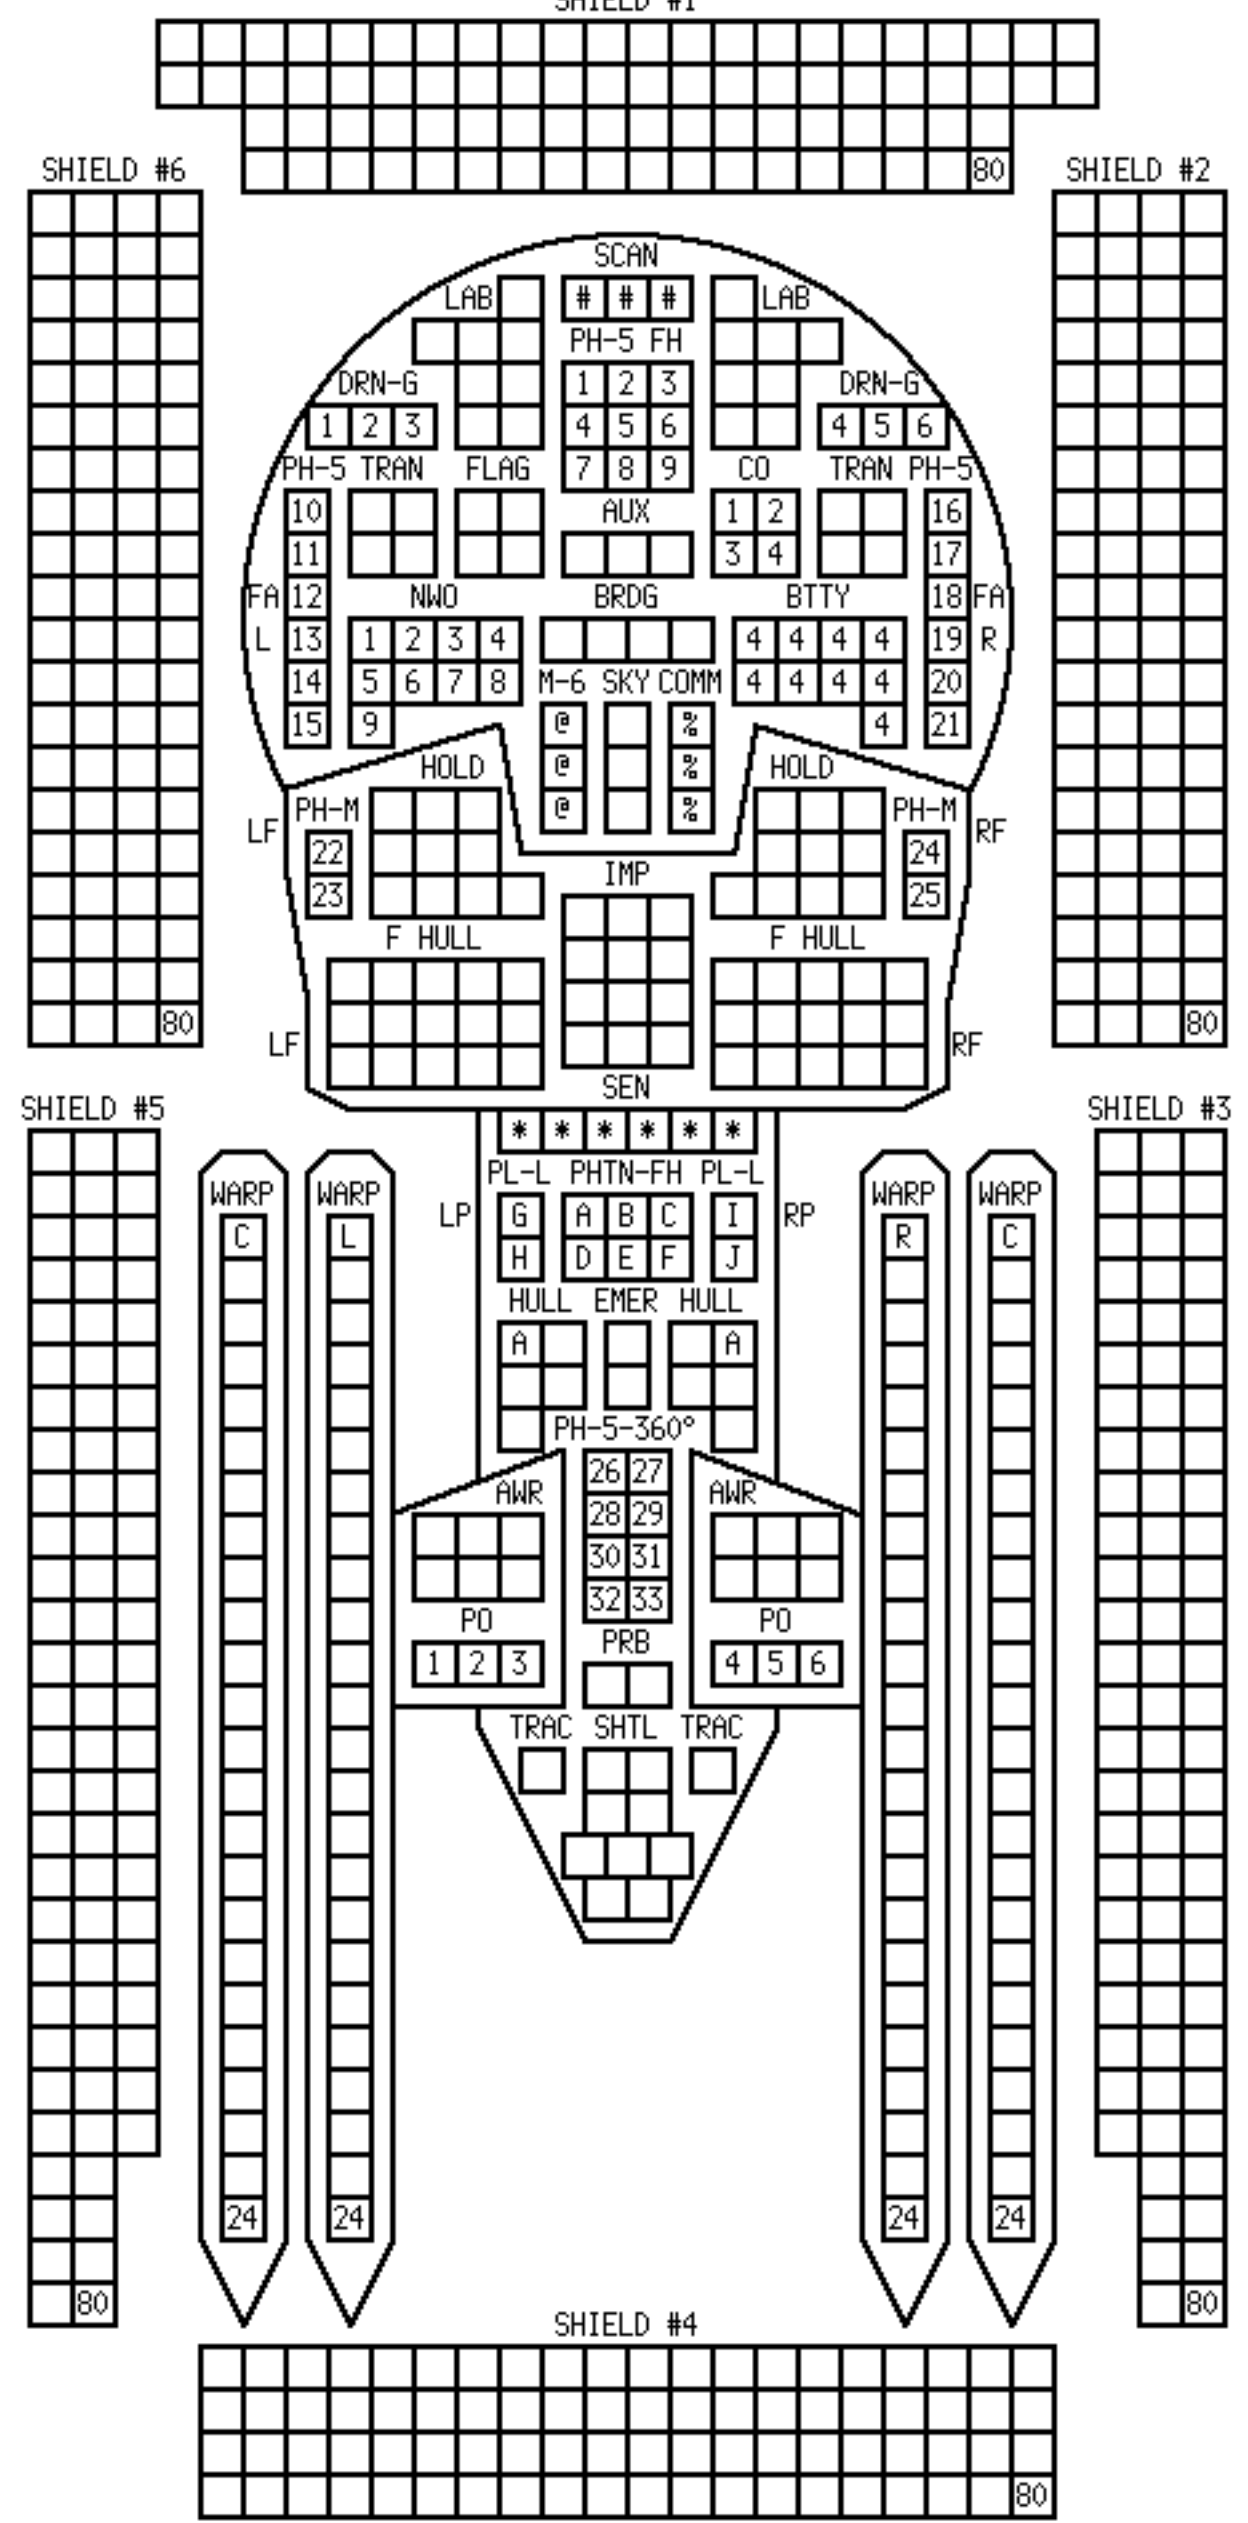 SHIELD #1
80
SHIELD #6 SHIELD #2
SCAN
LAB # # # LAB
PH-5 FH
DRN-G 1 2 3 DRN-G
1 2 3 4 5 6 4 5 6
PH-5 TRAN FLAG 7 8 9 CO TRAN PH-5
10 AUX 1 2 16
11 3 4 17
FA 12 NWO BRDG BTTY 18 FA
L 13 1 2 3 4 4 4 4 4 19 R
14 5 6 7 8 M-6 SKY COMM 4 4 4 4 20
15 9 @ % 4 21
HOLD @ % HOLD
PH-M @ % PH-M
LF RF
22 IMP 24
23 25
F HULL F HULL
80 80
LF RF
SEN
SHIELD #5 SHIELD #3
* * * * * *
PL-L PHTN-FH PL-L
WARP WARP WARP WARP
LP G A B C I RP
C L H D E F J R C
HULL EMER HULL
A A
PH-5-360°
26 27
AWR AWR
28 29
30 31
32 33
PO PO
PRB
1 2 3 4 5 6
TRAC SHTL TRAC
24 24 24 24
80 80
SHIELD #4
80